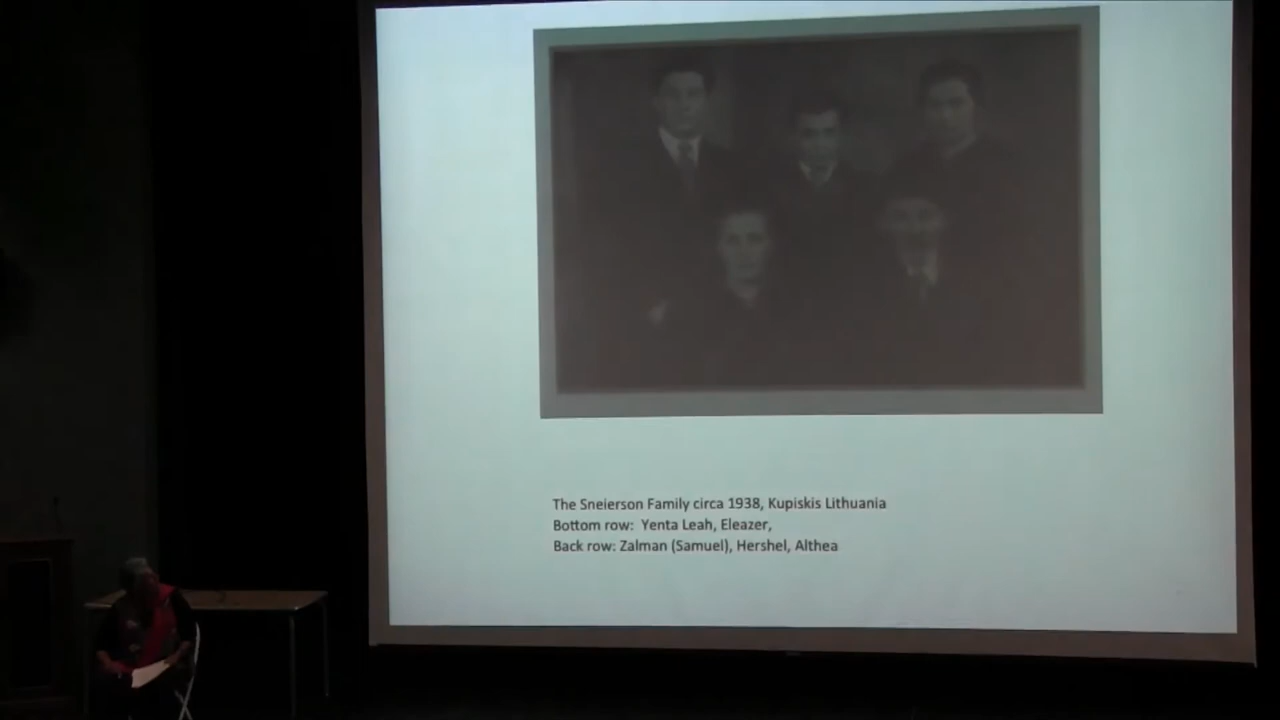 The Sneierson Family circa 1938, Kupiskis Lithuania
Bottom row: Yenta Leah, Eleazer,
Back row: Zalman (Samuel), Hershel, Althea